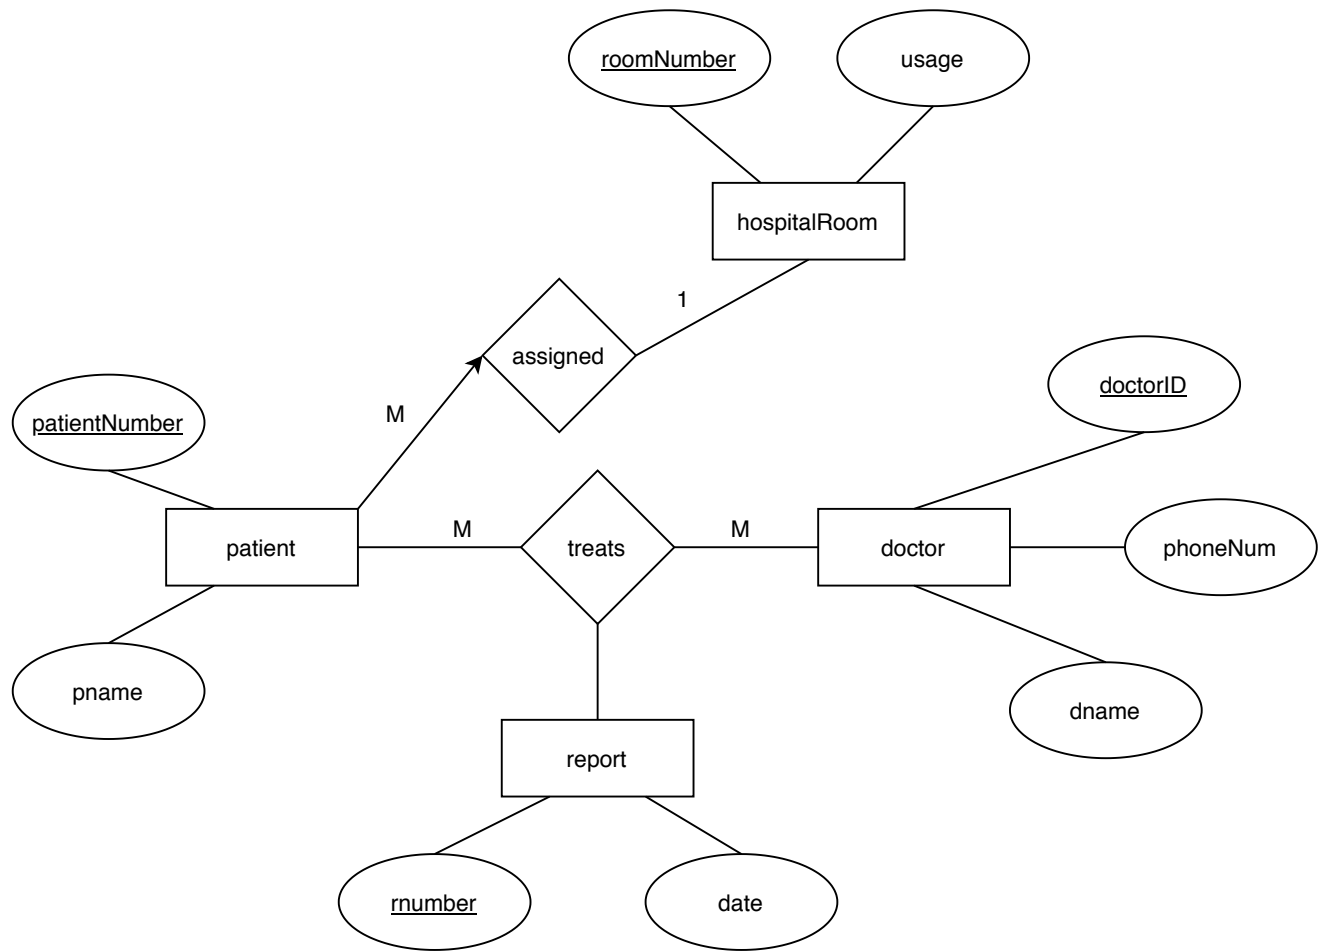 roomNumber
usage
hospitalRoom
1
assigned
M
patientNumber
doctorID
patient
M
treats
M
doctor
phoneNum
pname
dname
report
rnumber
date